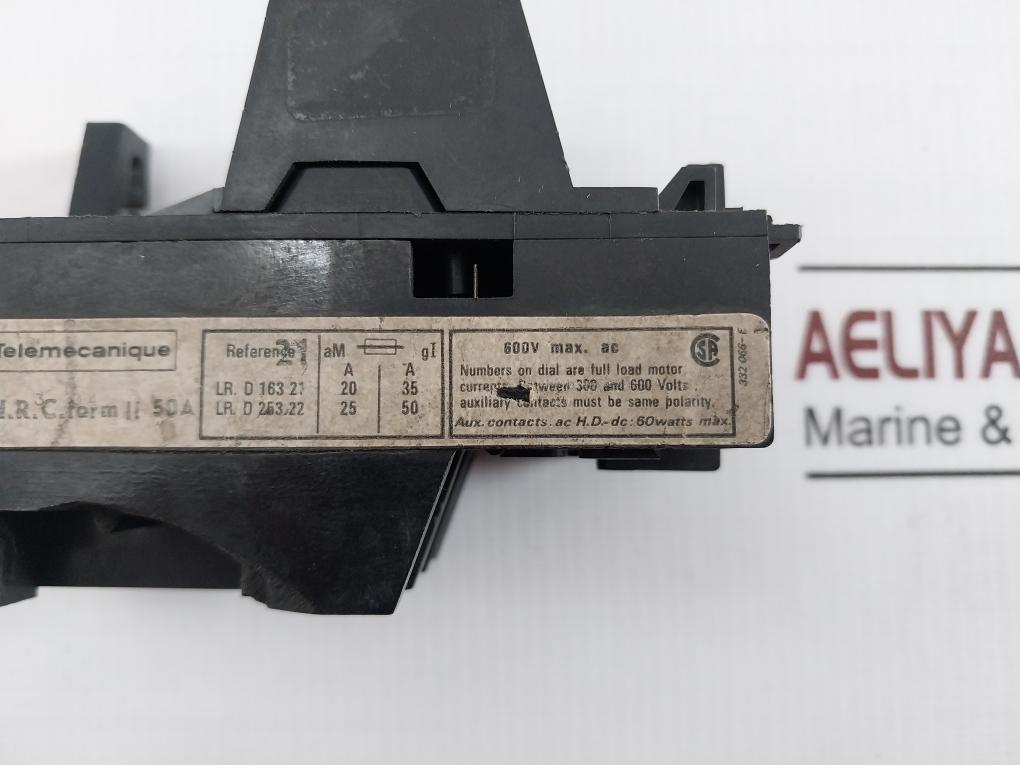 Telemecanique
H.R.C. form II 50A
Reference 21 aM gI
A A
LR. D 163 21 20 35
LR. D 253.22 25 50
600V max. ac
Numbers on dial are full load motor
currents. Between 300 and 600 Volts
auxiliary contacts must be same polarity.
Aux. contacts. ac H.D.-dc: 60watts max.
332 066- E
AELIYA
Marine &